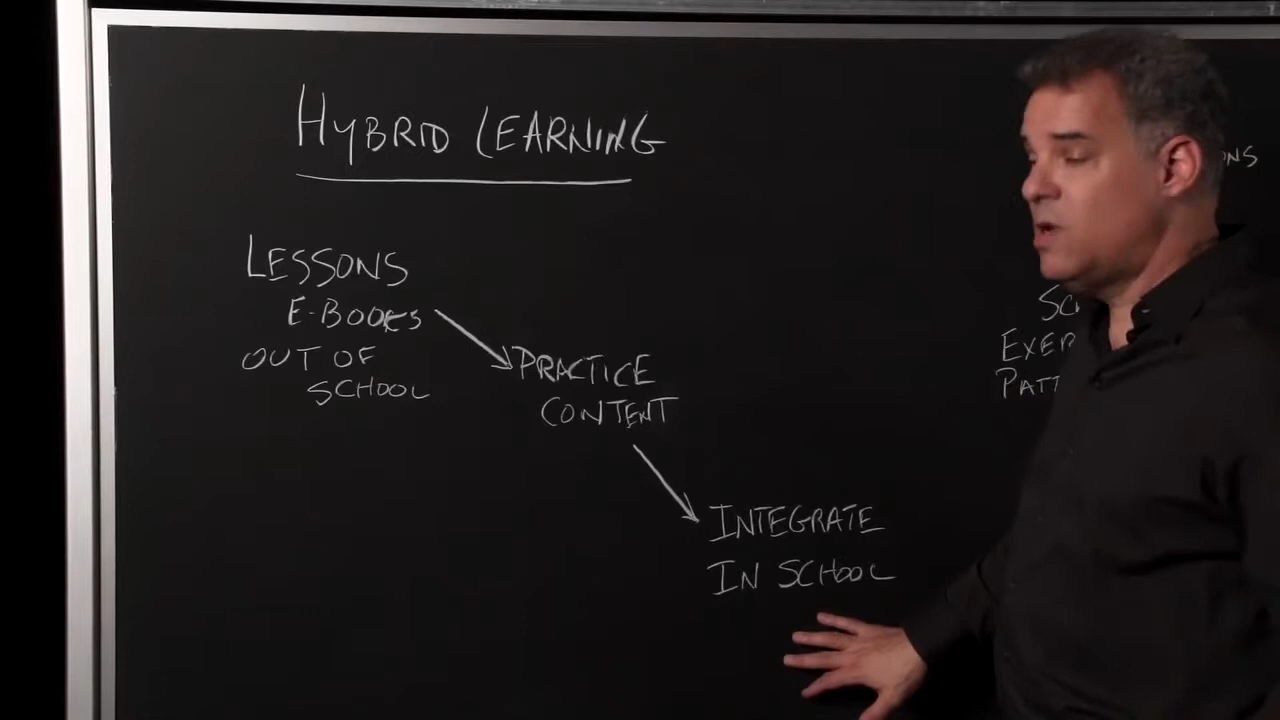 HYBRID LEARNING
LESSONS
E-BOOKS
OUT OF
SCHOOL
PRACTICE
CONTENT
INTEGRATE
IN SCHOOL